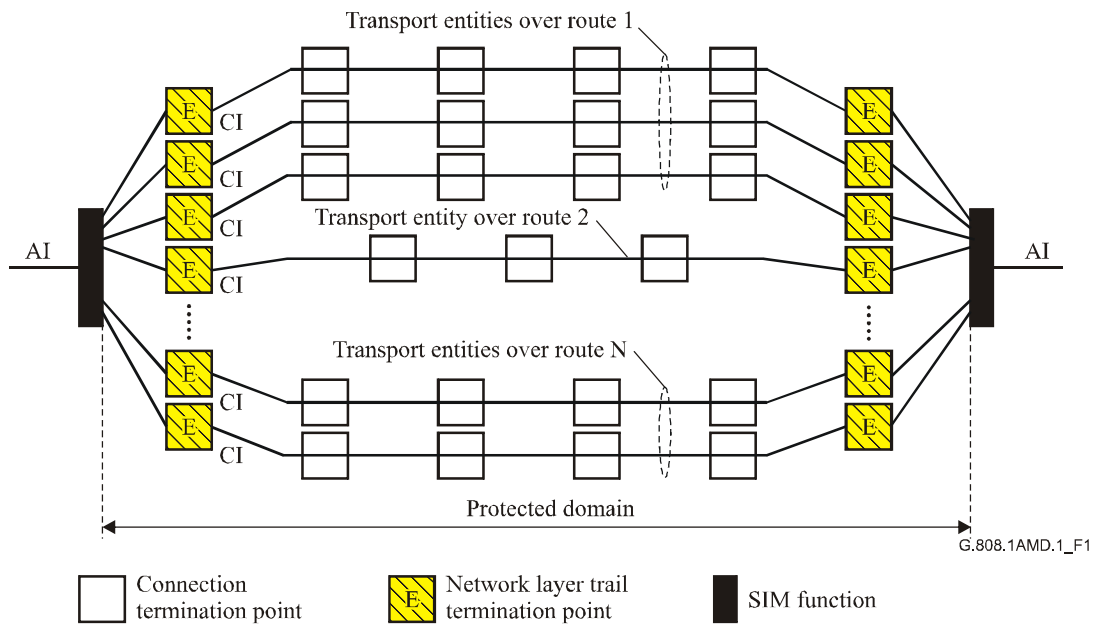 Transport entities over route 1
E
E
CI
E
E
CI
E
E
CI
Transport entity over route 2
AI
E
E
AI
CI
Transport entities over route N
E
E
CI
E
E
CI
Protected domain
G.808.1AMD.1_F1
Connection
termination point
E
Network layer trail
termination point
SIM function